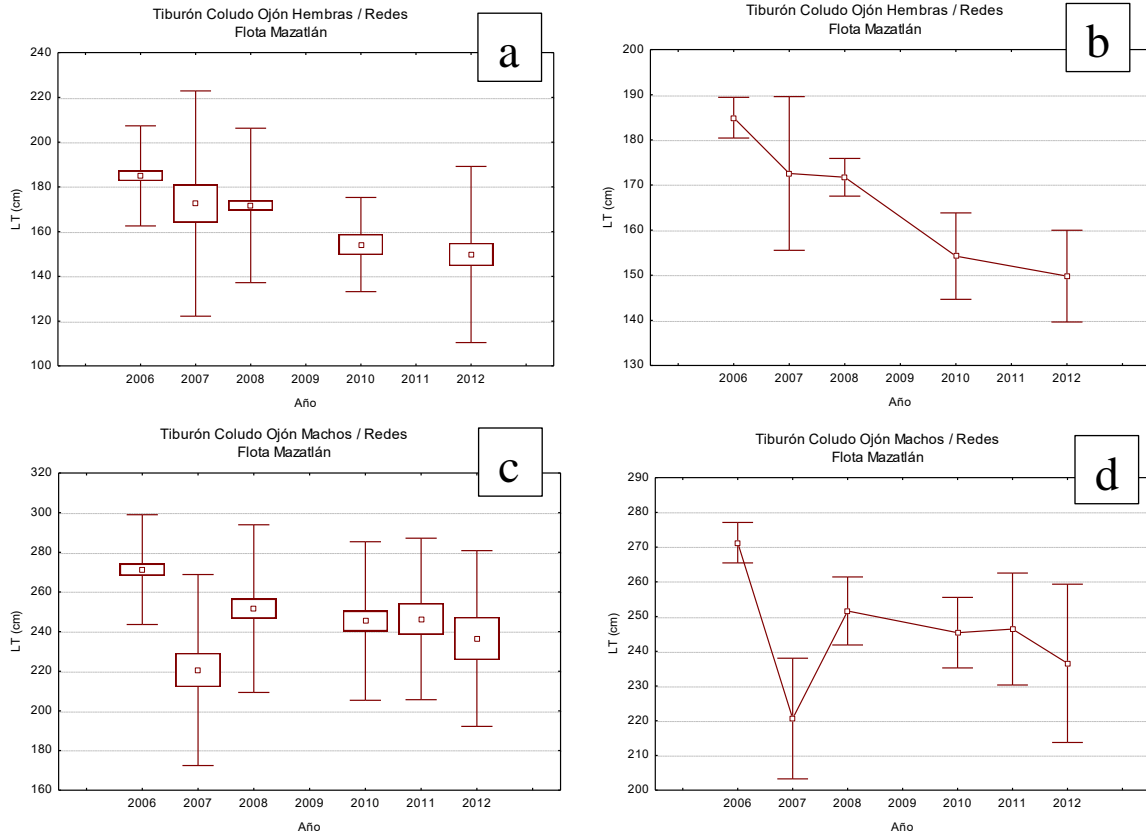 Tiburón Coludo Ojón Hembras / Redes
Flota Mazatlán
a
LT (cm)
240
220
200
180
160
140
120
100
2006 2007 2008 2009 2010 2011 2012
Año
Tiburón Coludo Ojón Hembras / Redes
Flota Mazatlán
b
LT (cm)
200
190
180
170
160
150
140
130
2006 2007 2008 2009 2010 2011 2012
Año
Tiburón Coludo Ojón Machos / Redes
Flota Mazatlán
c
LT (cm)
320
300
280
260
240
220
200
180
160
2006 2007 2008 2009 2010 2011 2012
Año
Tiburón Coludo Ojón Machos / Redes
Flota Mazatlán
d
LT (cm)
290
280
270
260
250
240
230
220
210
200
2006 2007 2008 2009 2010 2011 2012
Año